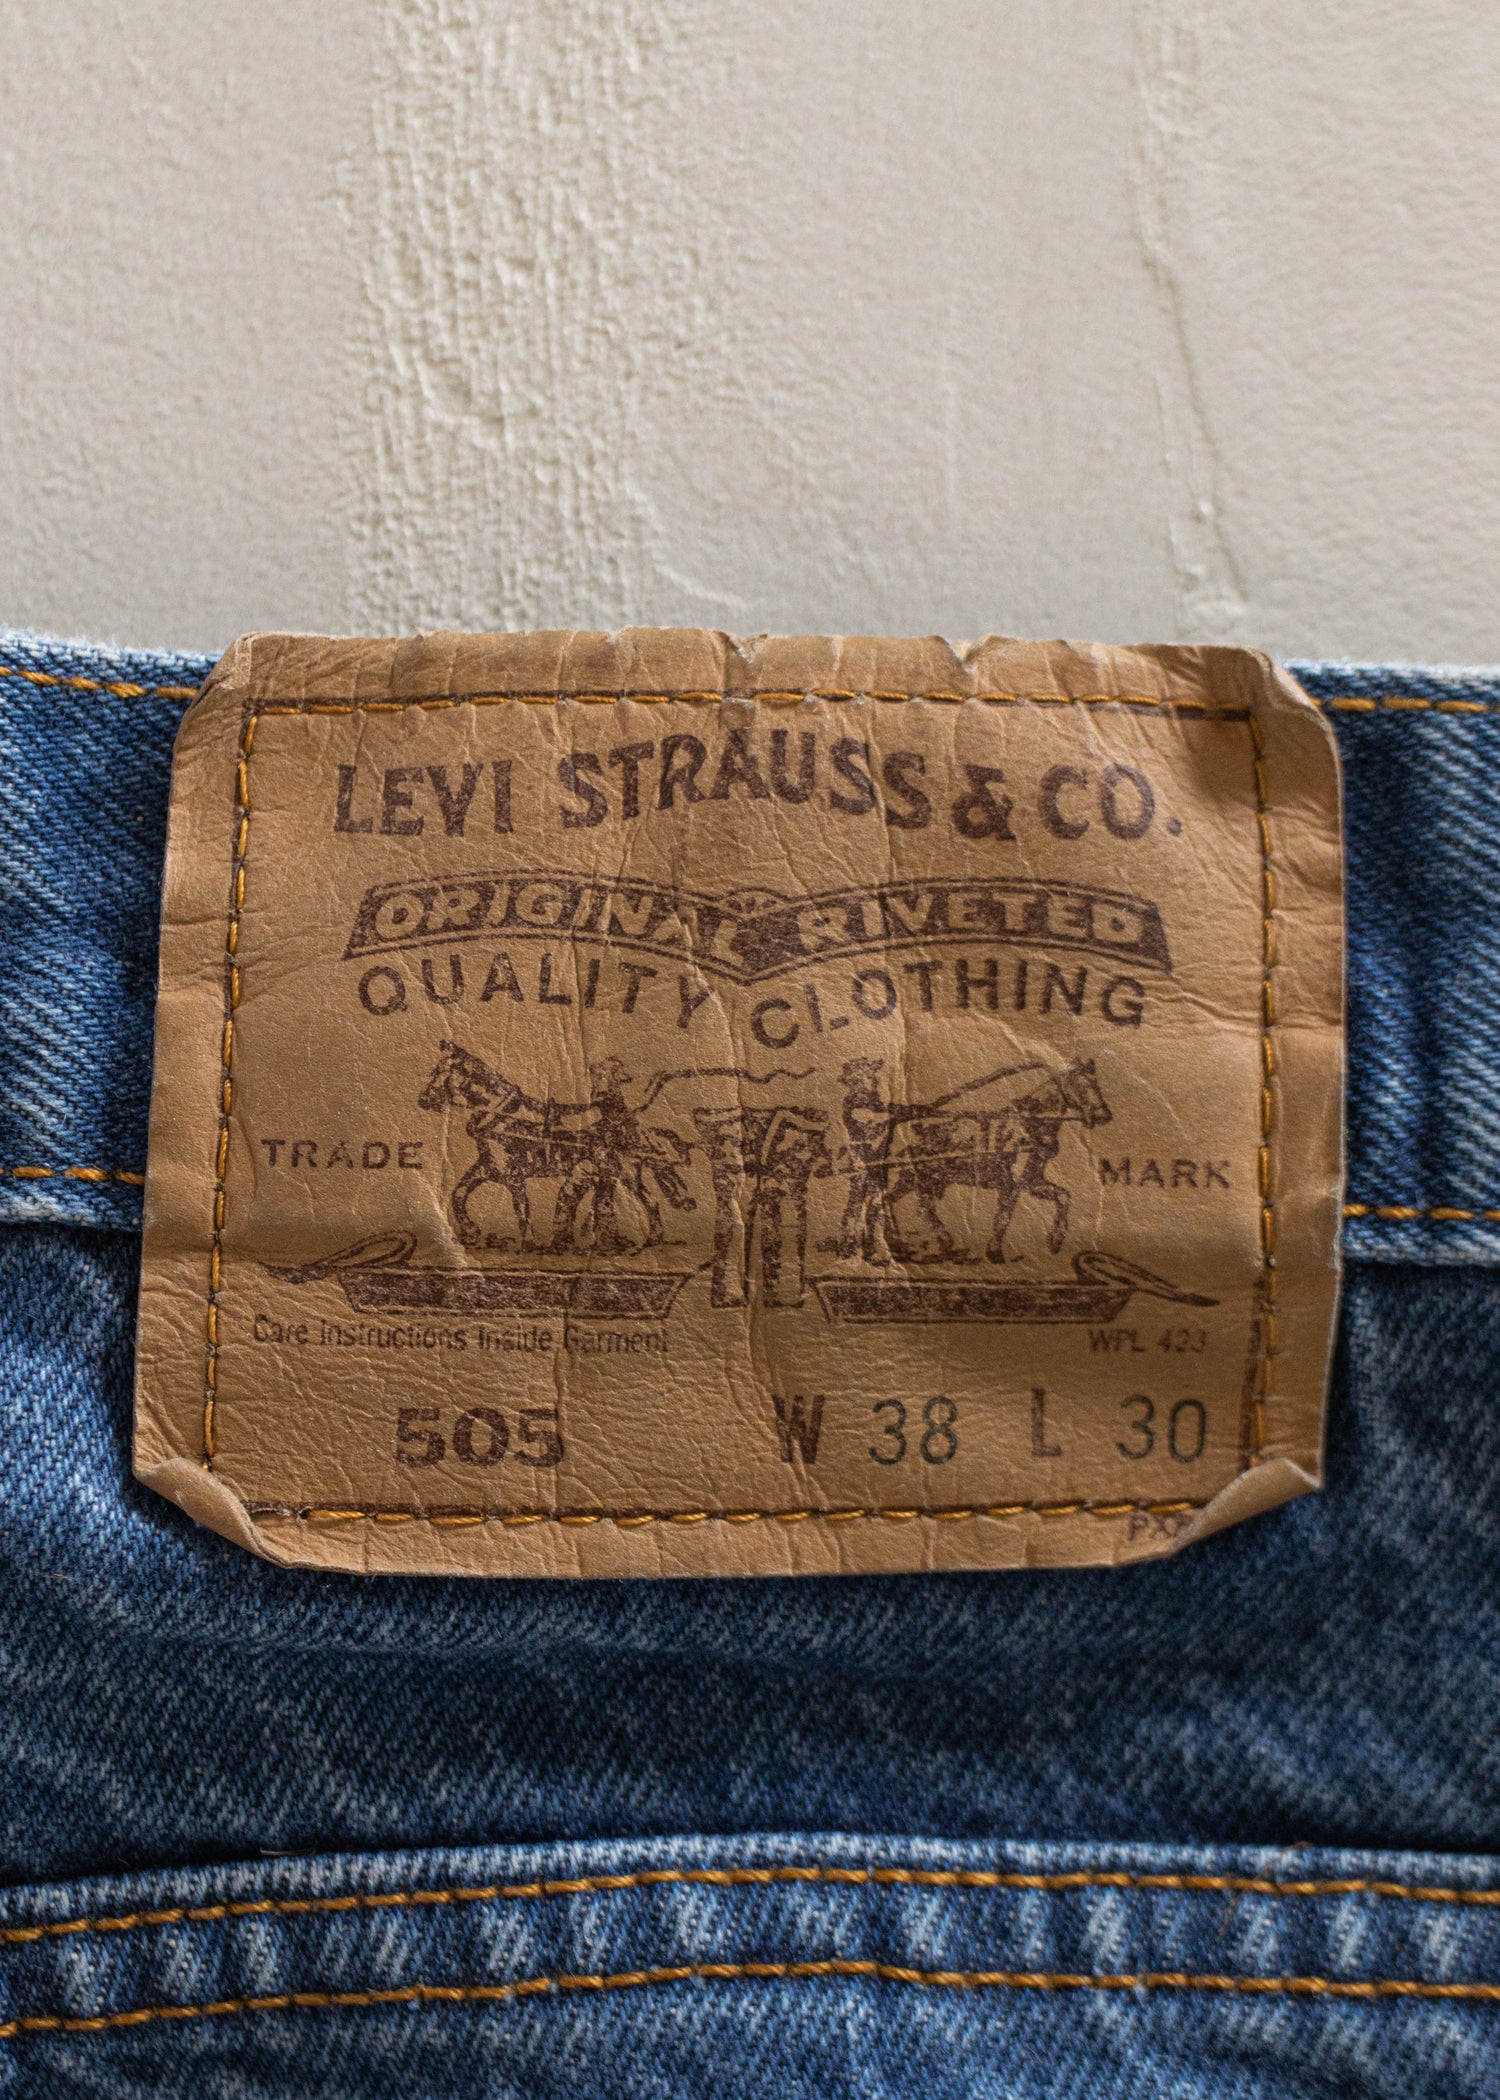 LEVI STRAUSS & CO.
ORIGINAL RIVETED
QUALITY CLOTHING
TRADE MARK
Care Instructions Inside Garment WPL 423
505 W 38 L 30